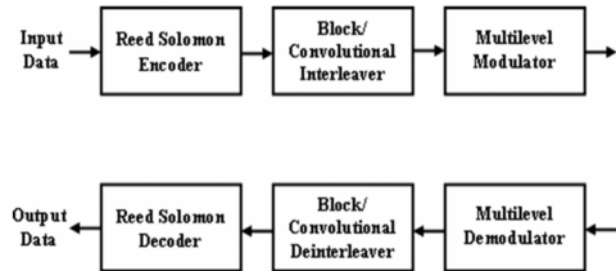 Input
Data
Reed Solomon
Encoder
Block/
Convolutional
Interleaver
Multilevel
Modulator
Output
Data
Reed Solomon
Decoder
Block/
Convolutional
Deinterleaver
Multilevel
Demodulator